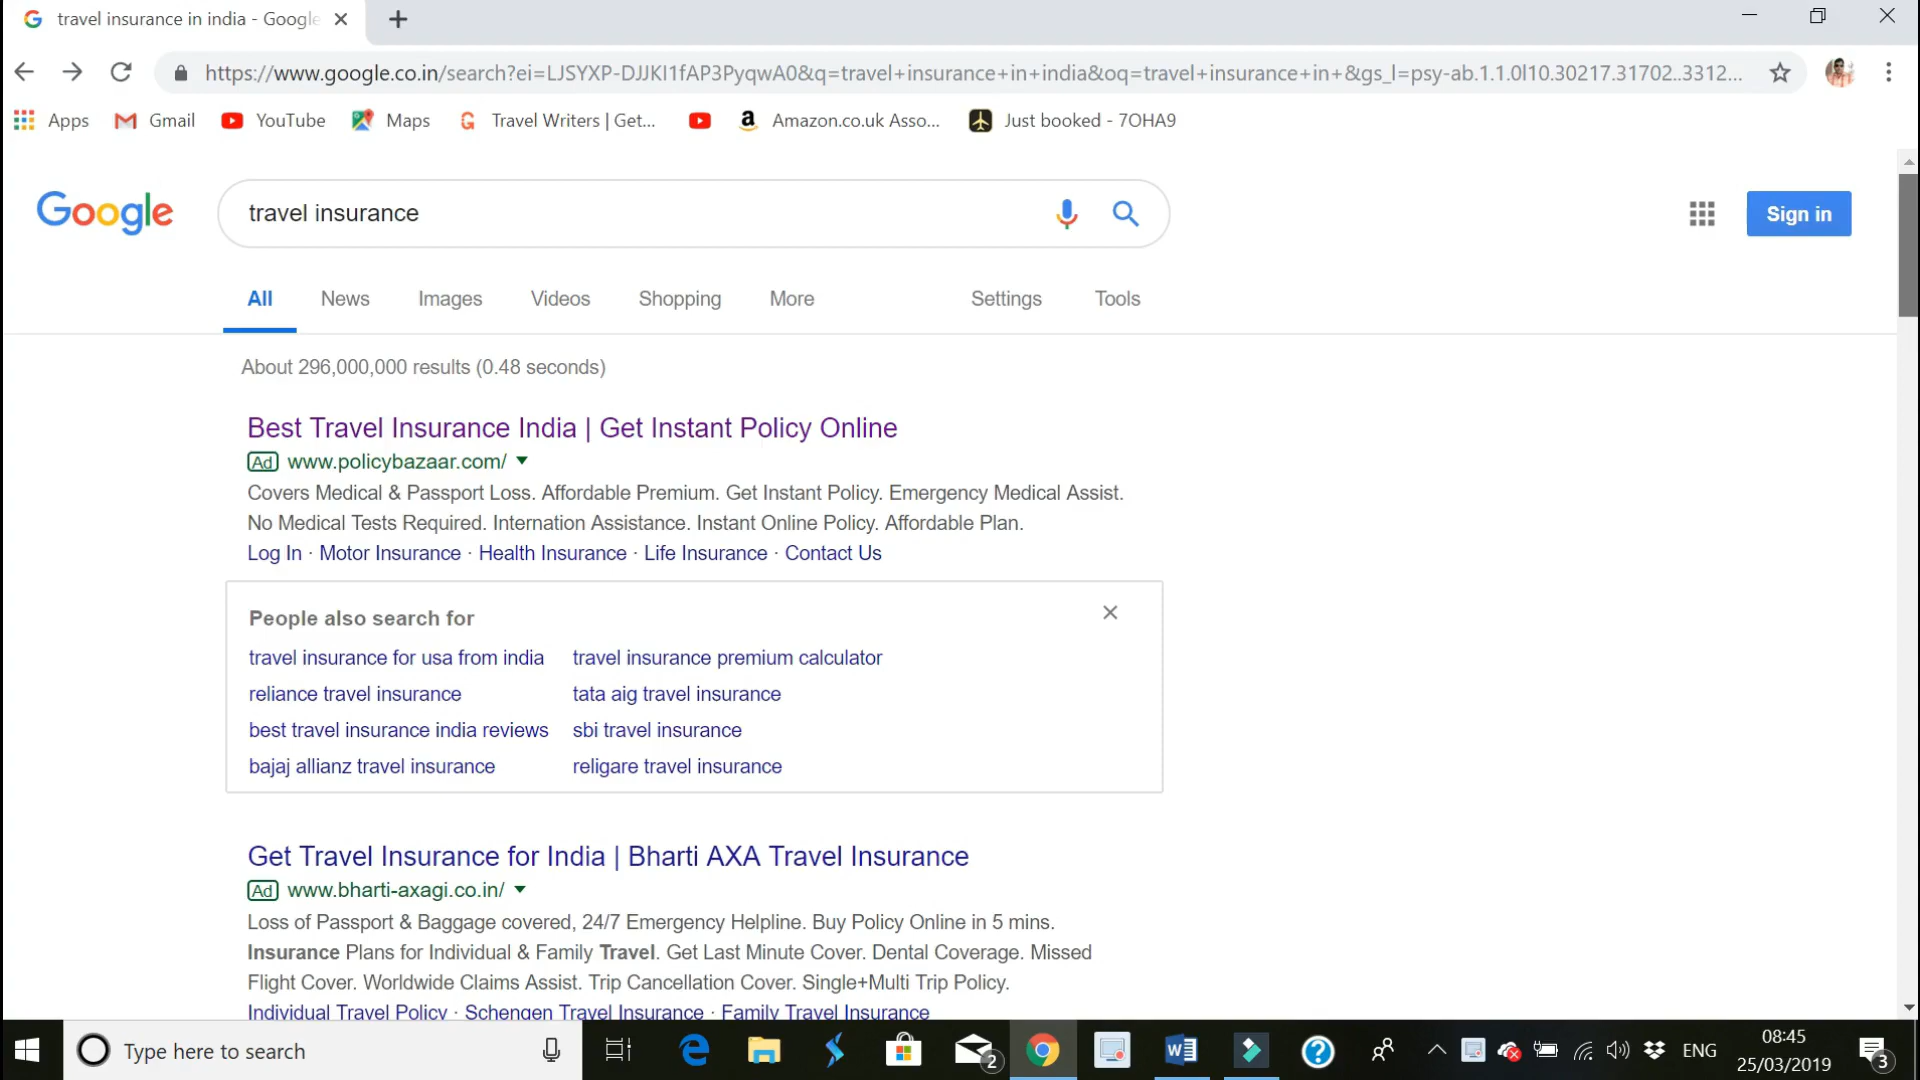 travel insurance in india - Google
https://www.google.co.in/search?ei=LJSYXP-DJJKI1fAP3PyqwA0&q=travel+insurance+in+india&oq=travel+insurance+in+&gs_l=psy-ab.1.1.0l10.30217.31702..3312...
Apps Gmail YouTube Maps Travel Writers | Get... Amazon.co.uk Asso... Just booked - 7OHA9
Google travel insurance Sign in
All News Images Videos Shopping More Settings Tools
About 296,000,000 results (0.48 seconds)
Best Travel Insurance India | Get Instant Policy Online
Ad www.policybazaar.com/
Covers Medical & Passport Loss. Affordable Premium. Get Instant Policy. Emergency Medical Assist.
No Medical Tests Required. Internation Assistance. Instant Online Policy. Affordable Plan.
Log In · Motor Insurance · Health Insurance · Life Insurance · Contact Us
People also search for
travel insurance for usa from india travel insurance premium calculator
reliance travel insurance tata aig travel insurance
best travel insurance india reviews sbi travel insurance
bajaj allianz travel insurance religare travel insurance
Get Travel Insurance for India | Bharti AXA Travel Insurance
Ad www.bharti-axagi.co.in/
Loss of Passport & Baggage covered, 24/7 Emergency Helpline. Buy Policy Online in 5 mins.
Insurance Plans for Individual & Family Travel. Get Last Minute Cover. Dental Coverage. Missed
Flight Cover. Worldwide Claims Assist. Trip Cancellation Cover. Single+Multi Trip Policy.
Individual Travel Policy · Schengen Travel Insurance · Family Travel Insurance
Type here to search 2 ENG 08:45 3
25/03/2019